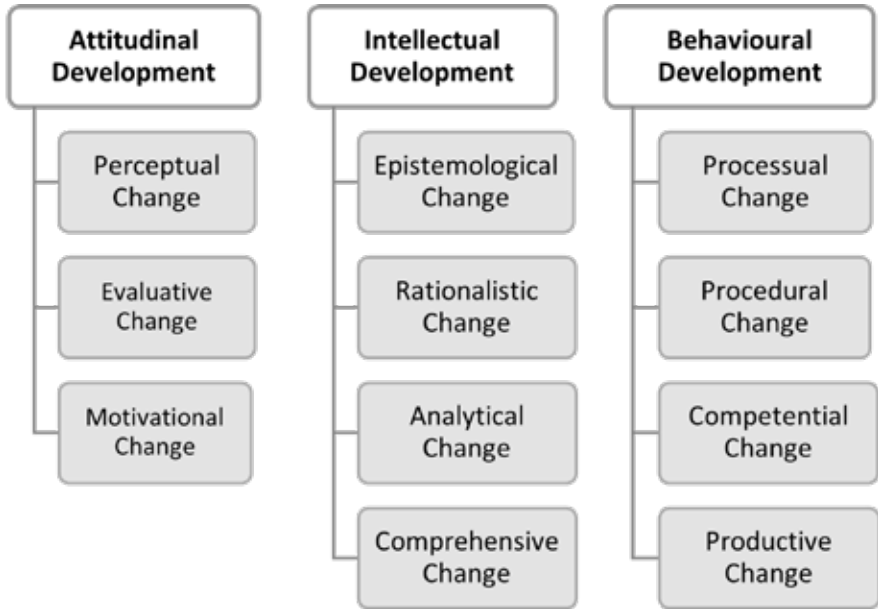 Attitudinal
Development
Perceptual
Change
Evaluative
Change
Motivational
Change
Intellectual
Development
Epistemological
Change
Rationalistic
Change
Analytical
Change
Comprehensive
Change
Behavioural
Development
Processual
Change
Procedural
Change
Competential
Change
Productive
Change